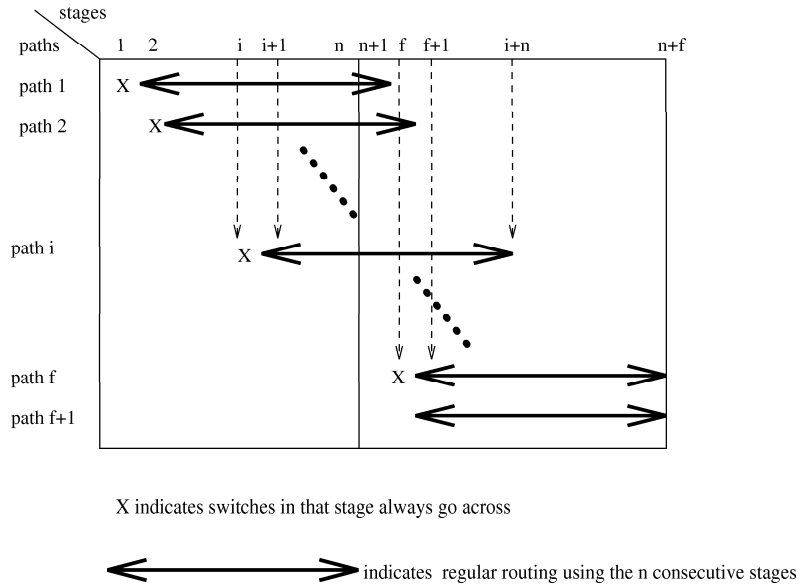 stages
paths 1 2 i i+1 n n+1 f f+1 i+n n+f
path 1 X
path 2 X
path i X
path f X
path f+1
X indicates switches in that stage always go across
indicates regular routing using the n consecutive stages